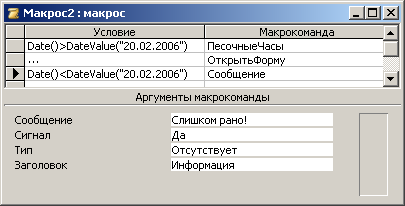 Макрос2 : макрос
Условие Макрокоманда
Date()>DateValue("20.02.2006") ПесочныеЧасы
... ОткрытьФорму
Date()<DateValue("20.02.2006") Сообщение
Аргументы макрокоманды
Сообщение Слишком рано!
Сигнал Да
Тип Отсутствует
Заголовок Информация